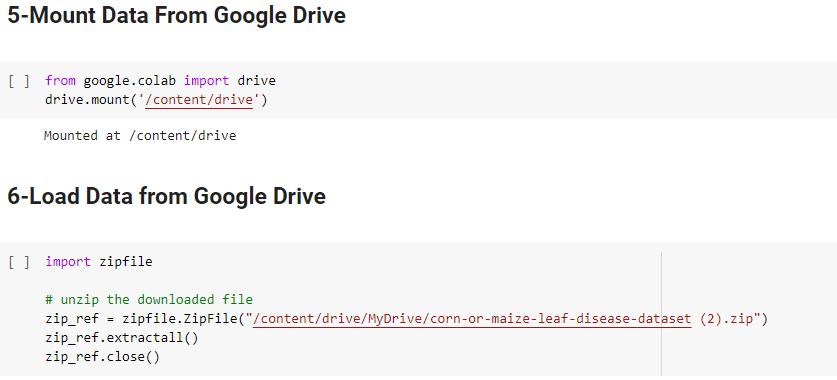 5-Mount Data From Google Drive
[ ] from google.colab import drive
drive.mount('/content/drive')
Mounted at /content/drive
6-Load Data from Google Drive
[ ] import zipfile
# unzip the downloaded file
zip_ref = zipfile.ZipFile("/content/drive/MyDrive/corn-or-maize-leaf-disease-dataset (2).zip")
zip_ref.extractall()
zip_ref.close()